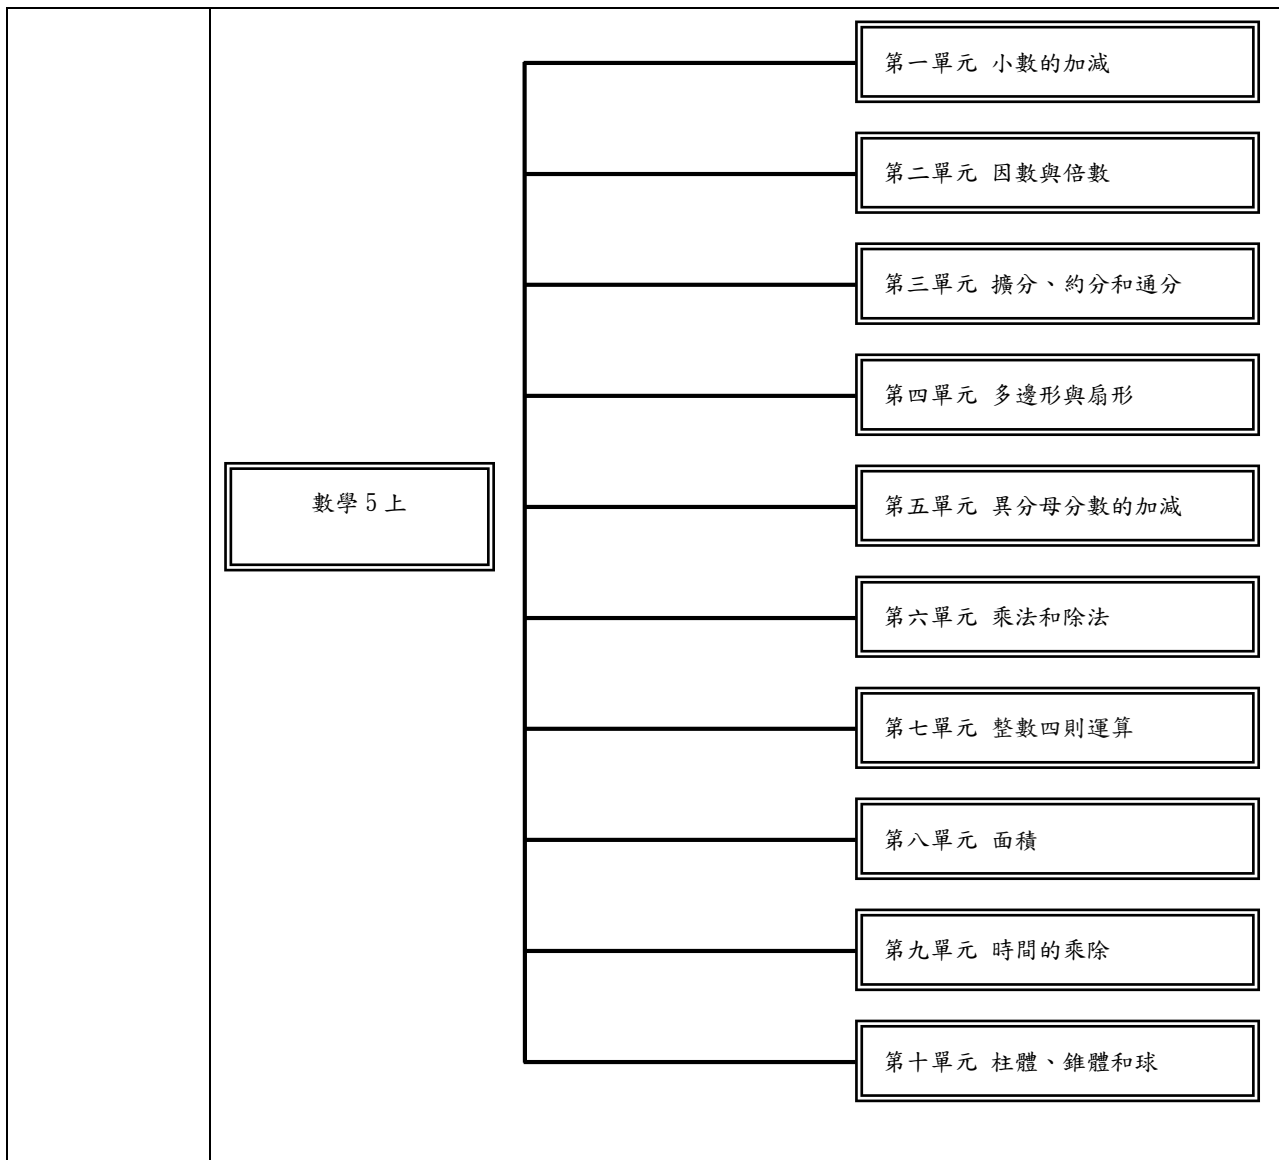 第一單元 小數的加減
第二單元 因數與倍數
第三單元 擴分、約分和通分
第四單元 多邊形與扇形
數學5上
第五單元 異分母分數的加減
第六單元 乘法和除法
第七單元 整數四則運算
第八單元 面積
第九單元 時間的乘除
第十單元 柱體、錐體和球